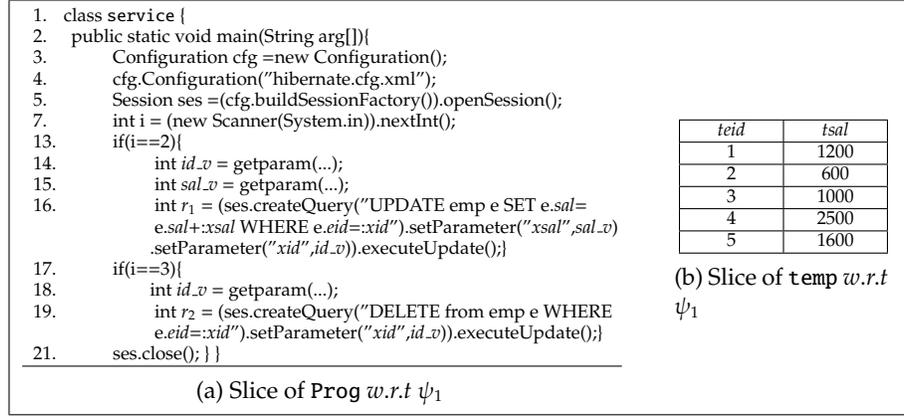 1. class service {
2. public static void main(String arg[]){
3. Configuration cfg =new Configuration();
4. cfg.Configuration("hibernate.cfg.xml");
5. Session ses =(cfg.buildSessionFactory()).openSession();
7. int i = (new Scanner(System.in)).nextInt();
13. if(i==2){
14. int id_v = getparam(...);
15. int sal_v = getparam(...);
16. int r₁ = (ses.createQuery("UPDATE emp e SET e.sal=
e.sal+:xsal WHERE e.eid=:xid").setParameter("xsal",sal_v)
.setParameter("xid",id_v)).executeUpdate();}
17. if(i==3){
18. int id_v = getparam(...);
19. int r₂ = (ses.createQuery("DELETE from emp e WHERE
e.eid=:xid").setParameter("xid",id_v)).executeUpdate();}
21. ses.close(); } }
(a) Slice of Prog w.r.t ψ₁
teid tsal
1 1200
2 600
3 1000
4 2500
5 1600
(b) Slice of temp w.r.t
ψ₁